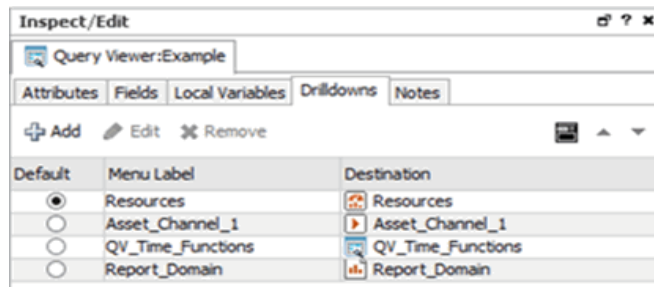 Inspect/Edit ?
Query Viewer:Example
Attributes Fields Local Variables Drilldowns Notes
Add Edit Remove
Default Menu Label Destination
Resources Resources
Asset_Channel_1 Asset_Channel_1
QV_Time_Functions QV_Time_Functions
Report_Domain Report_Domain